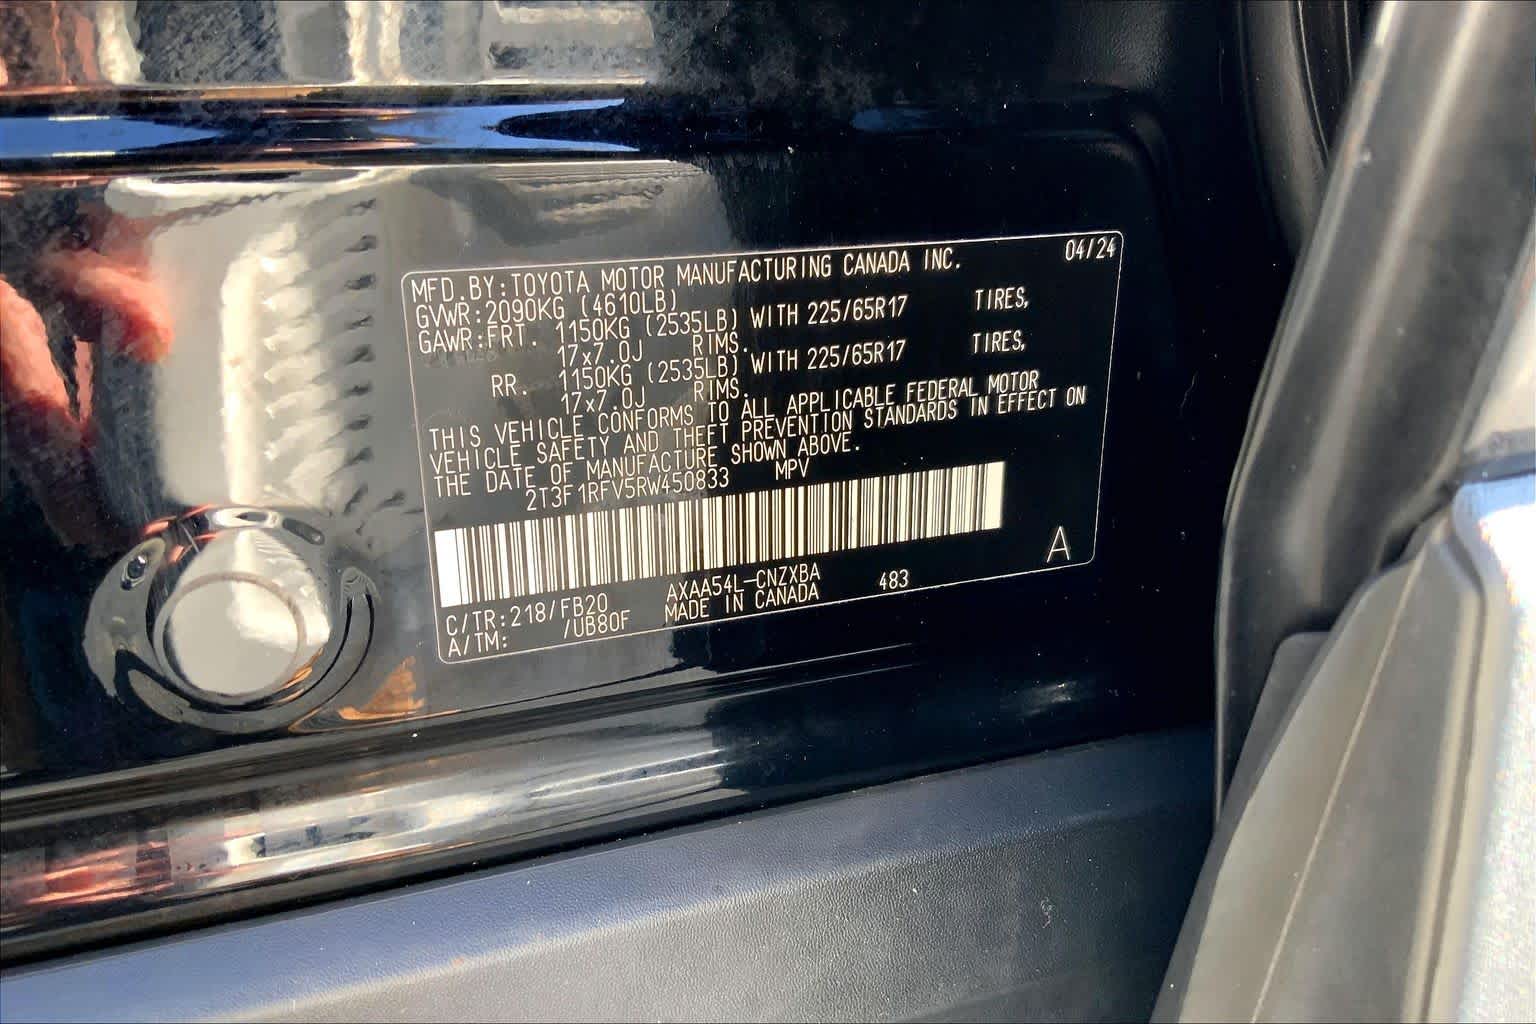 04/24
MFD.BY:TOYOTA MOTOR MANUFACTURING CANADA INC.
GVWR:2090KG (4610LB)
GAWR:FRT. 1150KG (2535LB) WITH 225/65R17 TIRES,
17x7.0J RIMS.
RR. 1150KG (2535LB) WITH 225/65R17 TIRES,
17x7.0J RIMS.
THIS VEHICLE CONFORMS TO ALL APPLICABLE FEDERAL MOTOR
VEHICLE SAFETY AND THEFT PREVENTION STANDARDS IN EFFECT ON
THE DATE OF MANUFACTURE SHOWN ABOVE.
2T3F1RFV5RW450833 MPV
A
C/TR:218/FB20 AXAA54L-CNZXBA 483
A/TM: /UB80F MADE IN CANADA